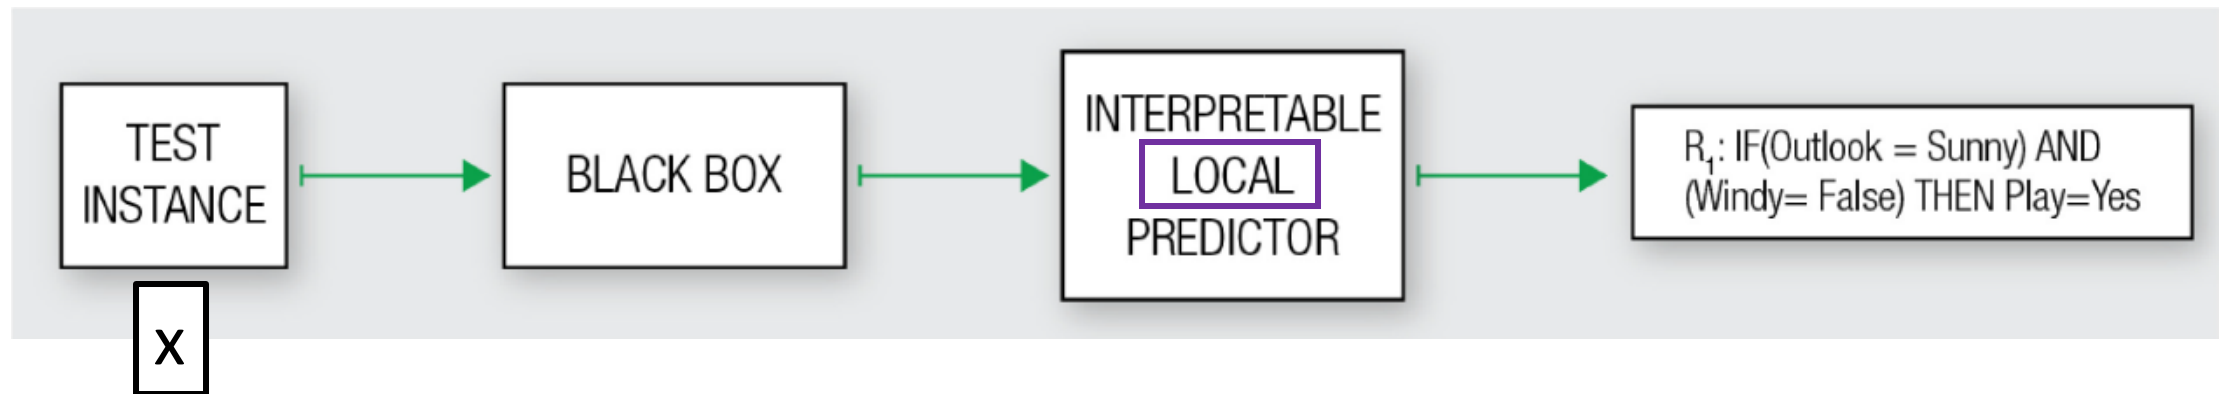 TEST
INSTANCE
X
BLACK BOX
INTERPRETABLE
LOCAL
PREDICTOR
R₁: IF(Outlook = Sunny) AND
(Windy= False) THEN Play=Yes